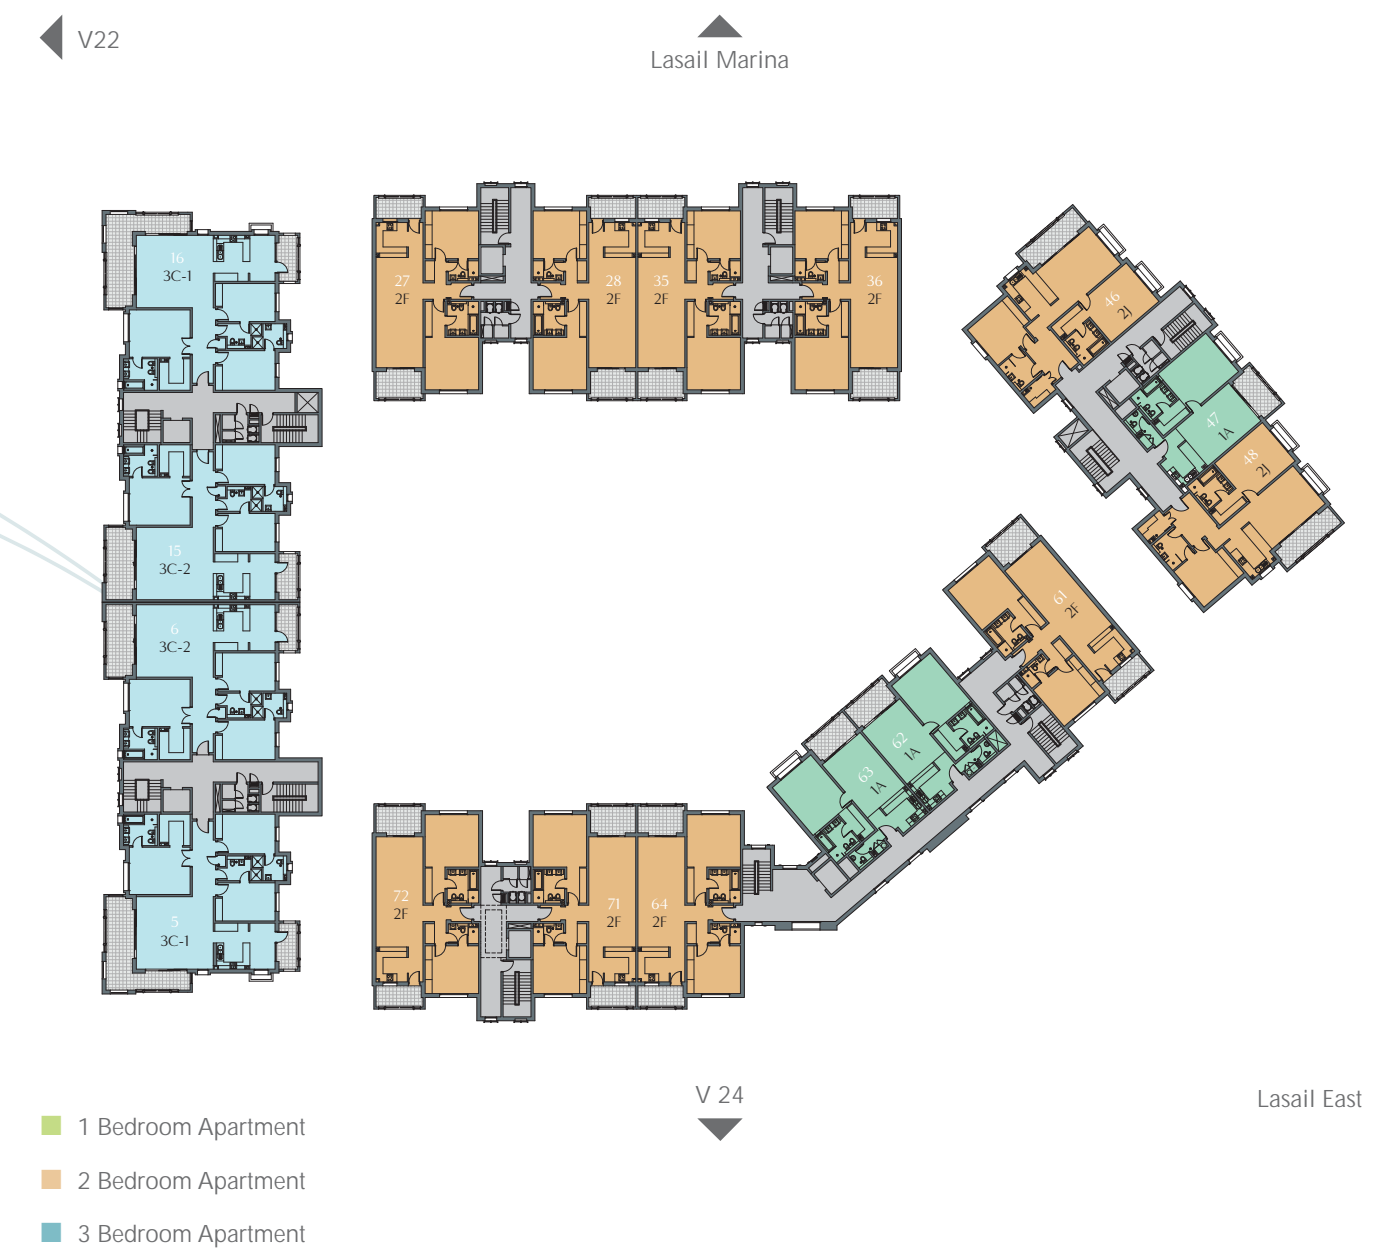 V22
Lasail Marina
16
3C-1
27
2F
28
2F
35
2F
36
2F
46
2J
47
1A
48
2J
15
3C-2
6
3C-2
61
2F
62
1A
63
1A
5
3C-1
72
2F
71
2F
64
2F
V 24
Lasail East
1 Bedroom Apartment
2 Bedroom Apartment
3 Bedroom Apartment